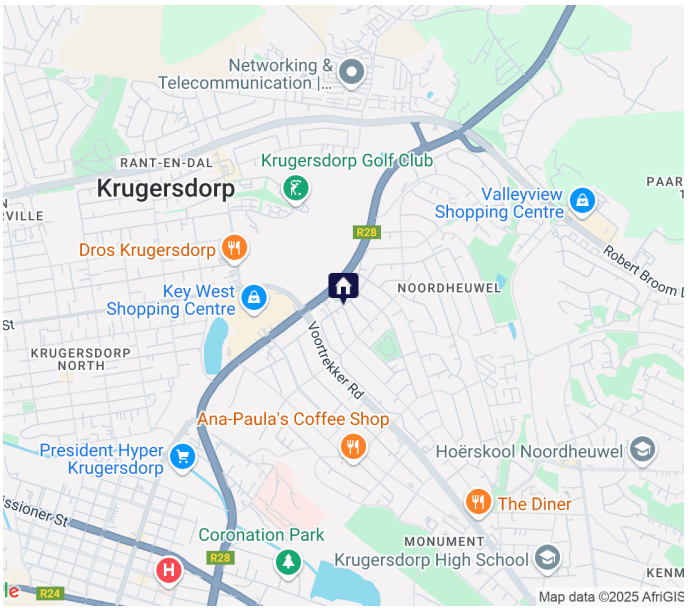 Networking &
Telecommunication |...
RANT-EN-DAL
Krugersdorp Golf Club
Krugersdorp
PAAR
1
VILLE
Valleyview
Shopping Centre
R28
Dros Krugersdorp
Robert Broom D
Key West
Shopping Centre
NOORDHEUWEL
St
KRUGERSDORP
NORTH
Voortrekker Rd
Ana-Paula's Coffee Shop
President Hyper
Krugersdorp
Hoërskool Noordheuwel
issioner St
The Diner
Coronation Park
MONUMENT
R28
Krugersdorp High School
H
KENM
R24
Map data ©2025 AfriGIS